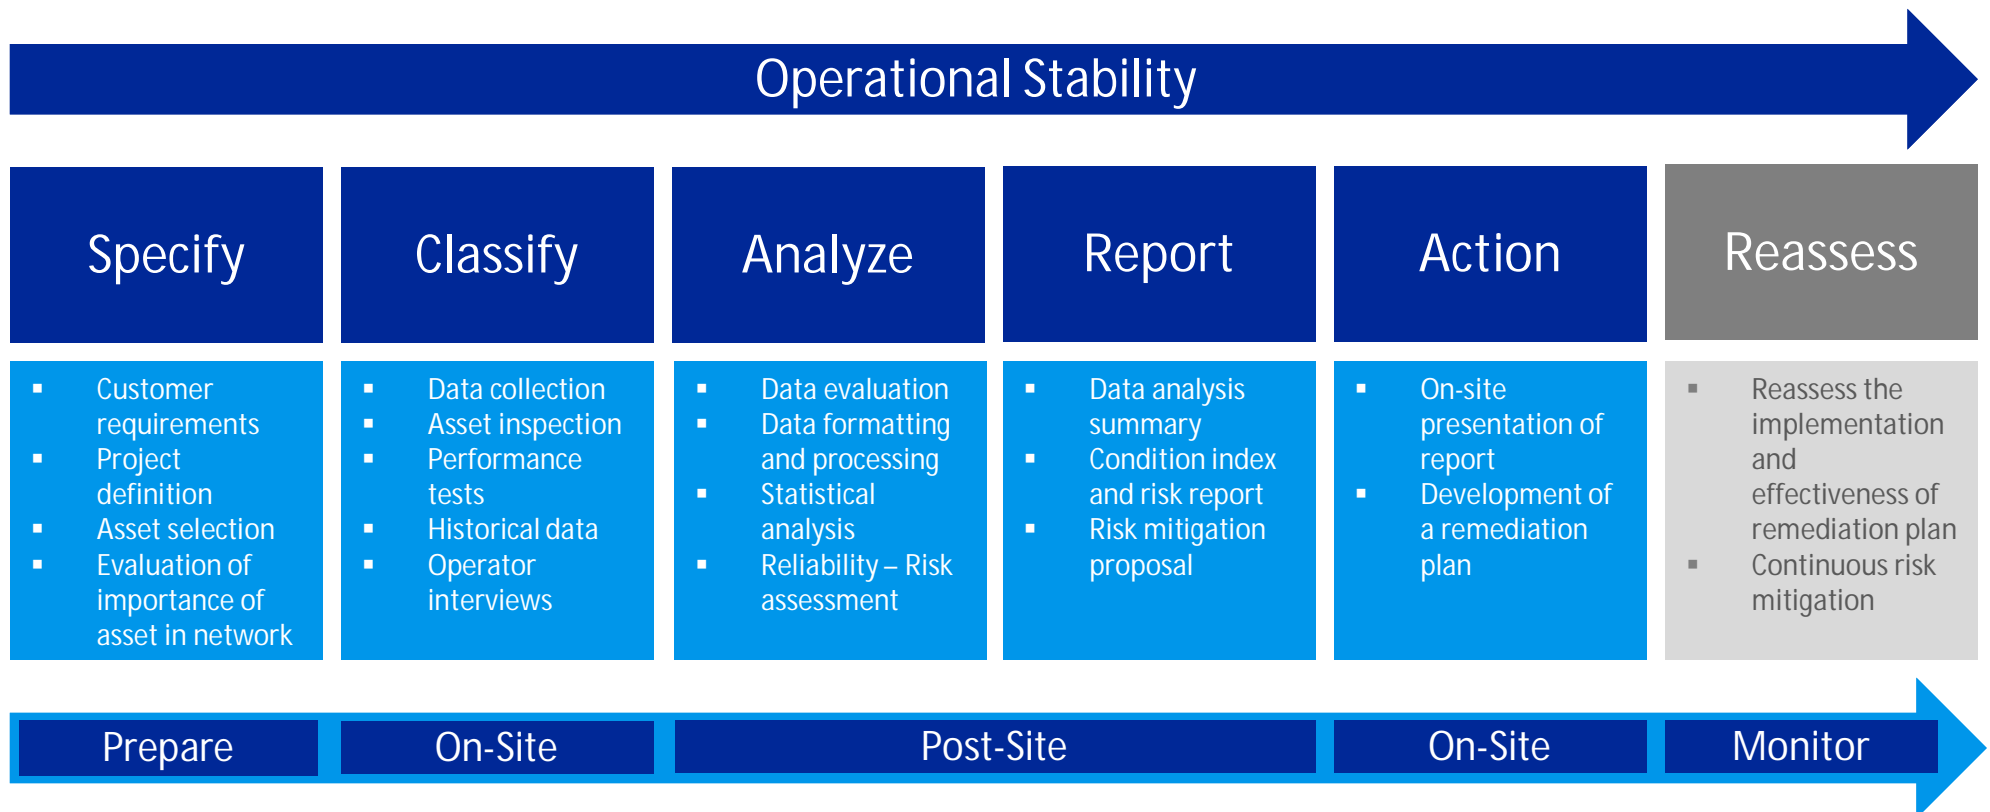 Operational Stability
Specify
Classify
Analyze
Report
Action
Reassess
▪ Customer
requirements
▪ Project
definition
▪ Asset selection
▪ Evaluation of
importance of
asset in network
▪ Data collection
▪ Asset inspection
▪ Performance
tests
▪ Historical data
▪ Operator
interviews
▪ Data evaluation
▪ Data formatting
and processing
▪ Statistical
analysis
▪ Reliability – Risk
assessment
▪ Data analysis
summary
▪ Condition index
and risk report
▪ Risk mitigation
proposal
▪ On-site
presentation of
report
▪ Development of
a remediation
plan
▪ Reassess the
implementation
and
effectiveness of
remediation plan
▪ Continuous risk
mitigation
Prepare
On-Site
Post-Site
On-Site
Monitor